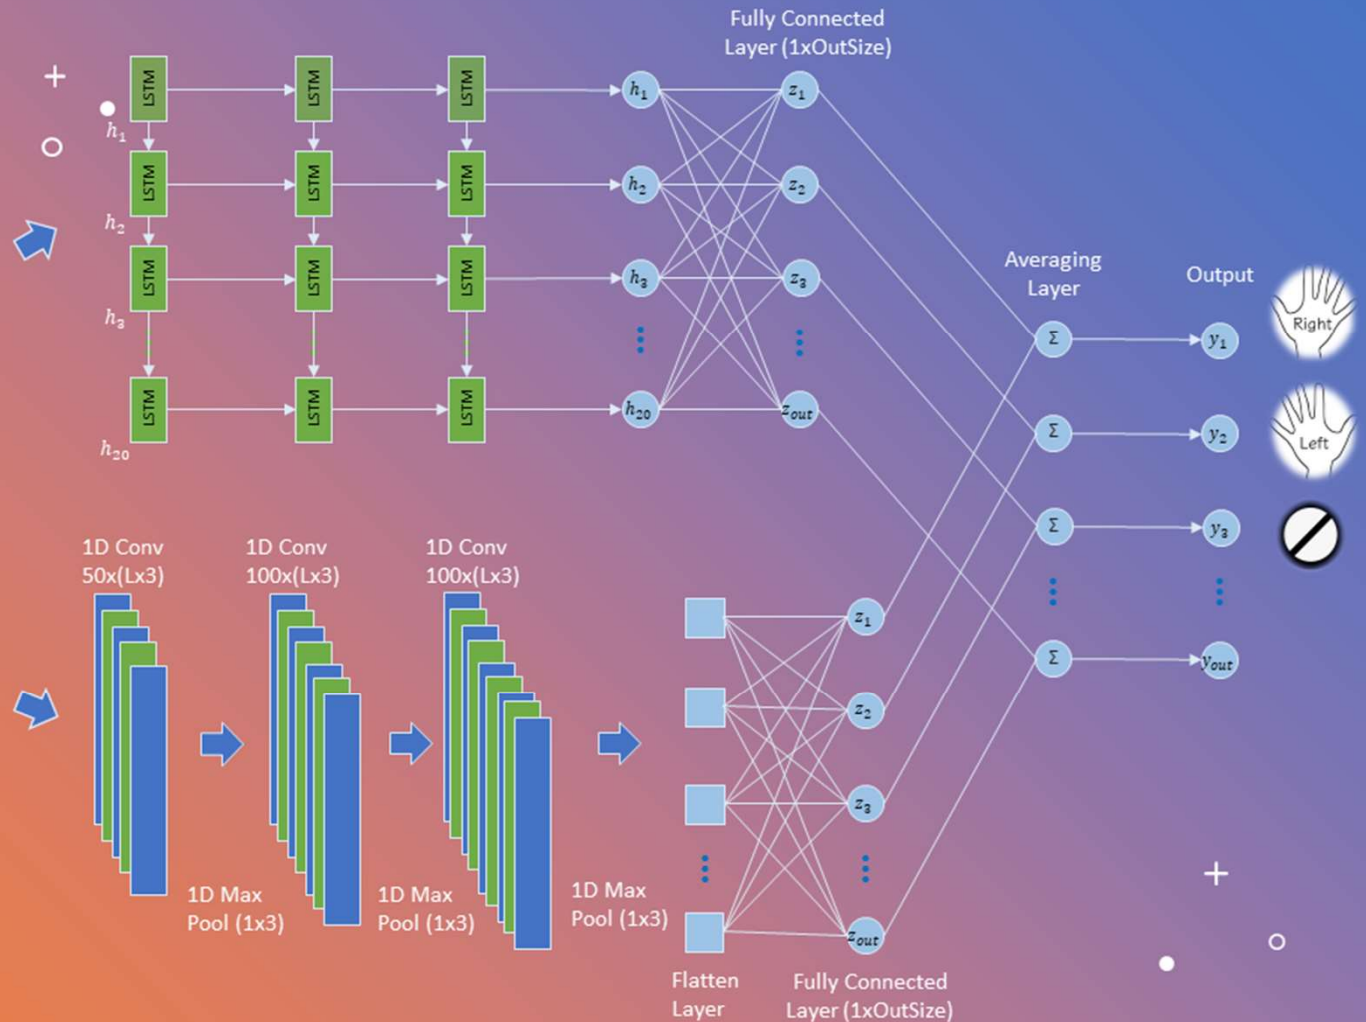 Fully Connected
Layer (1xOutSize)
LSTM
LSTM
LSTM
h₁
z₁
h₁
LSTM
LSTM
LSTM
h₂
z₂
h₂
LSTM
LSTM
LSTM
h₃
z₃
h₃
LSTM
LSTM
LSTM
h₂₀
zₒᵤₜ
h₂₀
Averaging
Layer
Output
Σ
y₁
Right
Σ
y₂
Left
Σ
y₃
Σ
yₒᵤₜ
1D Conv
50x(Lx3)
1D Conv
100x(Lx3)
1D Conv
100x(Lx3)
1D Max
Pool (1x3)
1D Max
Pool (1x3)
1D Max
Pool (1x3)
z₁
z₂
z₃
zₒᵤₜ
Flatten
Layer
Fully Connected
Layer (1xOutSize)